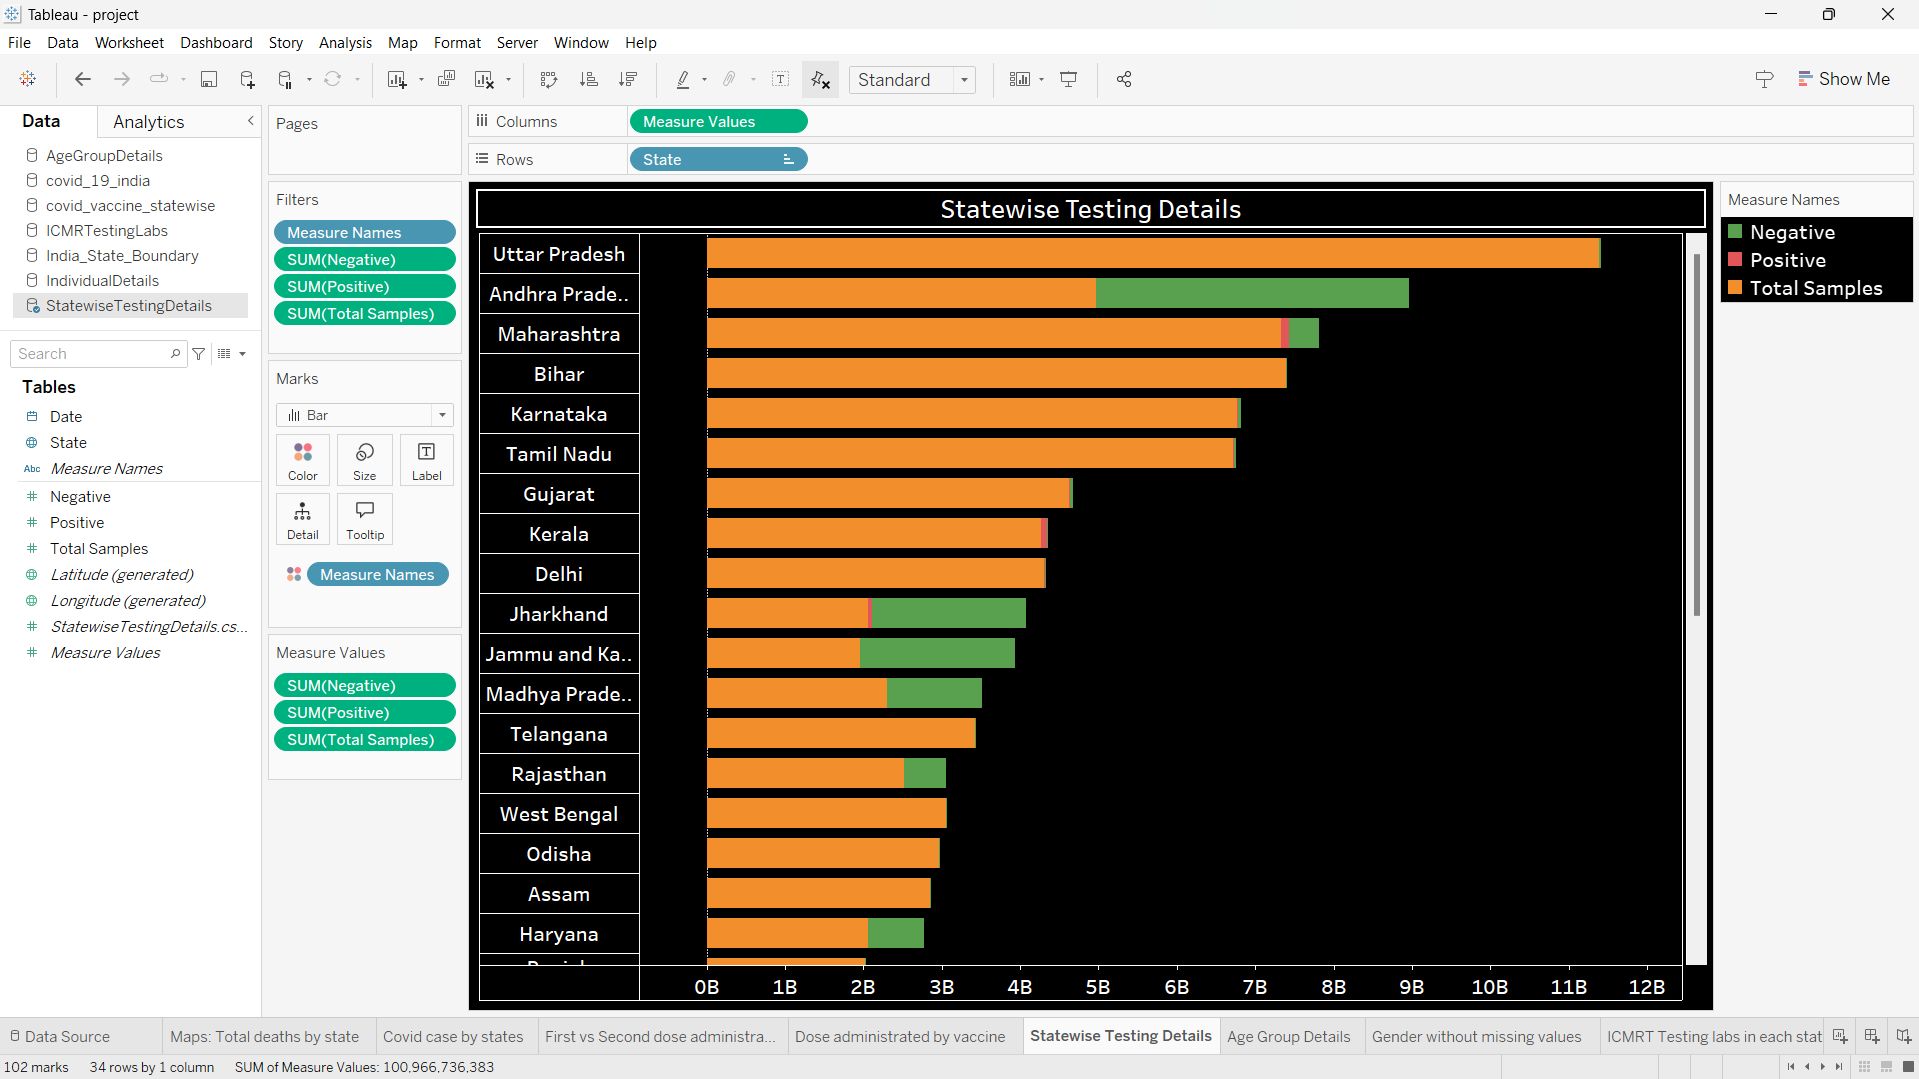 Tableau - project
File Data Worksheet Dashboard Story Analysis Map Format Server Window Help
Standard
Show Me
Data Analytics
AgeGroupDetails
covid_19_india
covid_vaccine_statewise
ICMRTestingLabs
India_State_Boundary
IndividualDetails
StatewiseTestingDetails
Search
Tables
Date
State
Abc Measure Names
Negative
Positive
Total Samples
Latitude (generated)
Longitude (generated)
StatewiseTestingDetails.cs...
Measure Values
Pages
Filters
Measure Names
SUM(Negative)
SUM(Positive)
SUM(Total Samples)
Marks
Bar
Color Size Label
Detail Tooltip
Measure Names
Measure Values
SUM(Negative)
SUM(Positive)
SUM(Total Samples)
Columns Measure Values
Rows State
Statewise Testing Details
Uttar Pradesh
Andhra Prade..
Maharashtra
Bihar
Karnataka
Tamil Nadu
Gujarat
Kerala
Delhi
Jharkhand
Jammu and Ka..
Madhya Prade..
Telangana
Rajasthan
West Bengal
Odisha
Assam
Haryana
0B 1B 2B 3B 4B 5B 6B 7B 8B 9B 10B 11B 12B
Measure Names
Negative
Positive
Total Samples
Data Source Maps: Total deaths by state Covid case by states First vs Second dose administra... Dose administrated by vaccine Statewise Testing Details Age Group Details Gender without missing values ICMRT Testing labs in each stat
102 marks 34 rows by 1 column SUM of Measure Values: 100,966,736,383